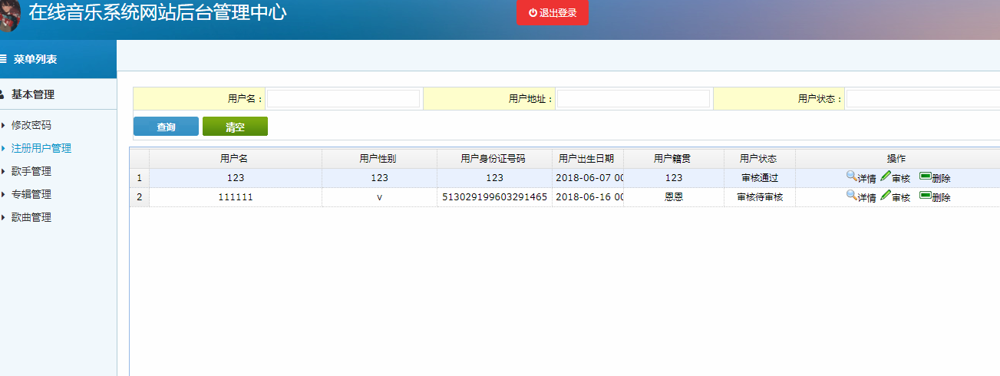 在线音乐系统网站后台管理中心
退出登录
菜单列表
基本管理
修改密码
注册用户管理
歌手管理
专辑管理
歌曲管理
用户名： 用户地址： 用户状态：
查询 清空
用户名 用户性别 用户身份证号码 用户出生日期 用户籍贯 用户状态 操作
1 123 123 123 2018-06-07 00 123 审核通过 详情 审核 删除
2 111111 v 513029199603291465 2018-06-16 00 恩恩 审核待审核 详情 审核 删除